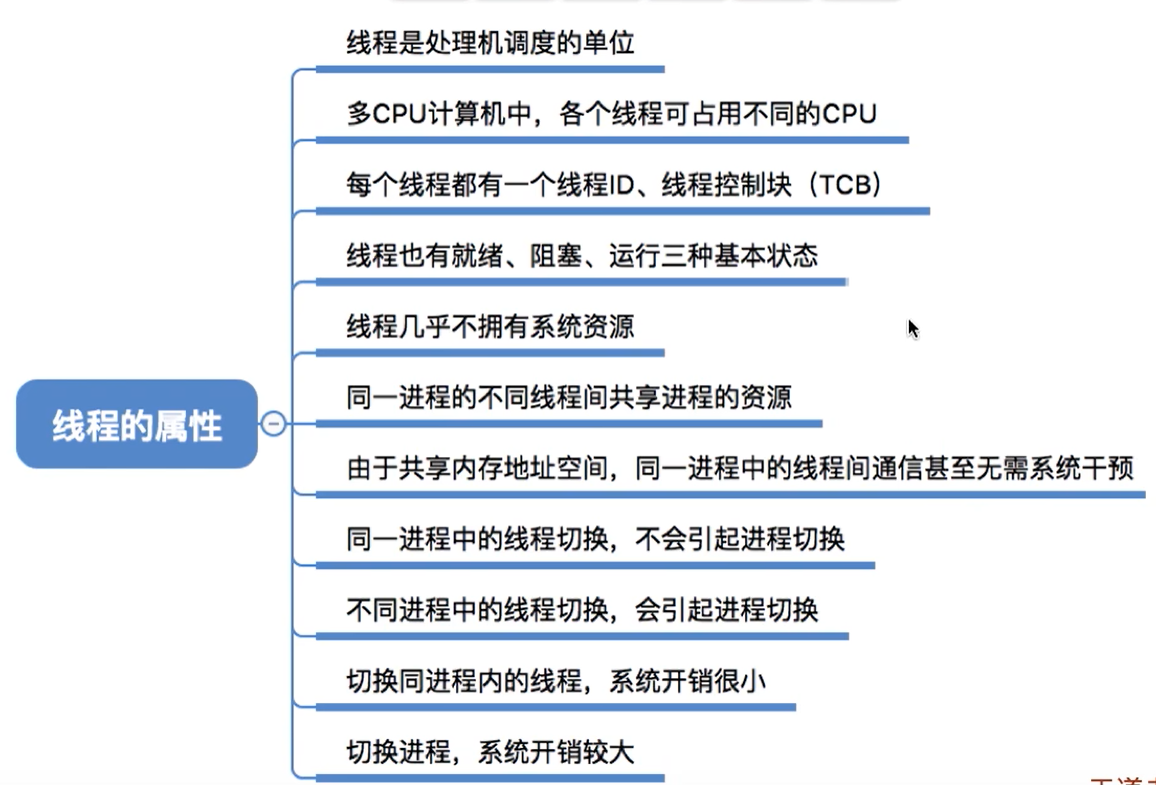 线程是处理机调度的单位
多CPU计算机中，各个线程可占用不同的CPU
每个线程都有一个线程ID、线程控制块（TCB）
线程也有就绪、阻塞、运行三种基本状态
线程几乎不拥有系统资源
线程的属性
同一进程的不同线程间共享进程的资源
由于共享内存地址空间，同一进程中的线程间通信甚至无需系统干预
同一进程中的线程切换，不会引起进程切换
不同进程中的线程切换，会引起进程切换
切换同进程内的线程，系统开销很小
切换进程，系统开销较大